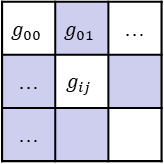 g₀₀ g₀₁ ...
... gᵢⱼ
...